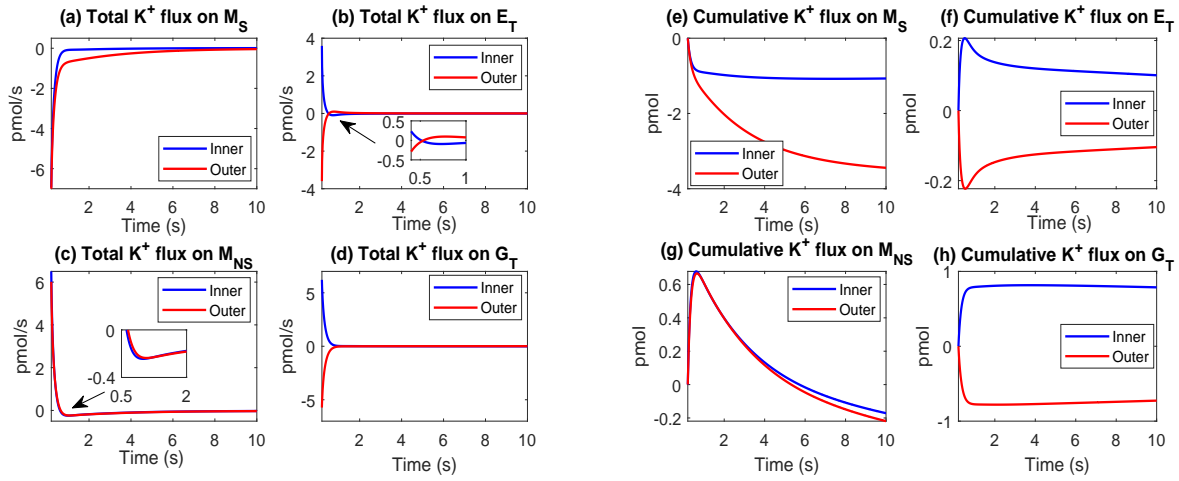 (a) Total K+ flux on MS
pmol/s
0
-2
-4
-6
Inner
Outer
2 4 6 8 10
Time (s)
(b) Total K+ flux on ET
pmol/s
4
2
0
-2
-4
Inner
Outer
0.5
0
-0.5
0.5 1
2 4 6 8 10
Time (s)
(e) Cumulative K+ flux on MS
pmol
0
-2
-4
Inner
Outer
2 4 6 8 10
Time (s)
(f) Cumulative K+ flux on ET
pmol
0.2
0
-0.2
Inner
Outer
2 4 6 8 10
Time (s)
(c) Total K+ flux on MNS
pmol/s
6
4
2
0
Inner
Outer
0
-0.4
0.5 2
2 4 6 8 10
Time (s)
(d) Total K+ flux on GT
pmol/s
5
0
-5
Inner
Outer
2 4 6 8 10
Time (s)
(g) Cumulative K+ flux on MNS
pmol
0.6
0.4
0.2
0
-0.2
Inner
Outer
2 4 6 8 10
Time (s)
(h) Cumulative K+ flux on GT
pmol
1
0
-1
Inner
Outer
2 4 6 8 10
Time (s)